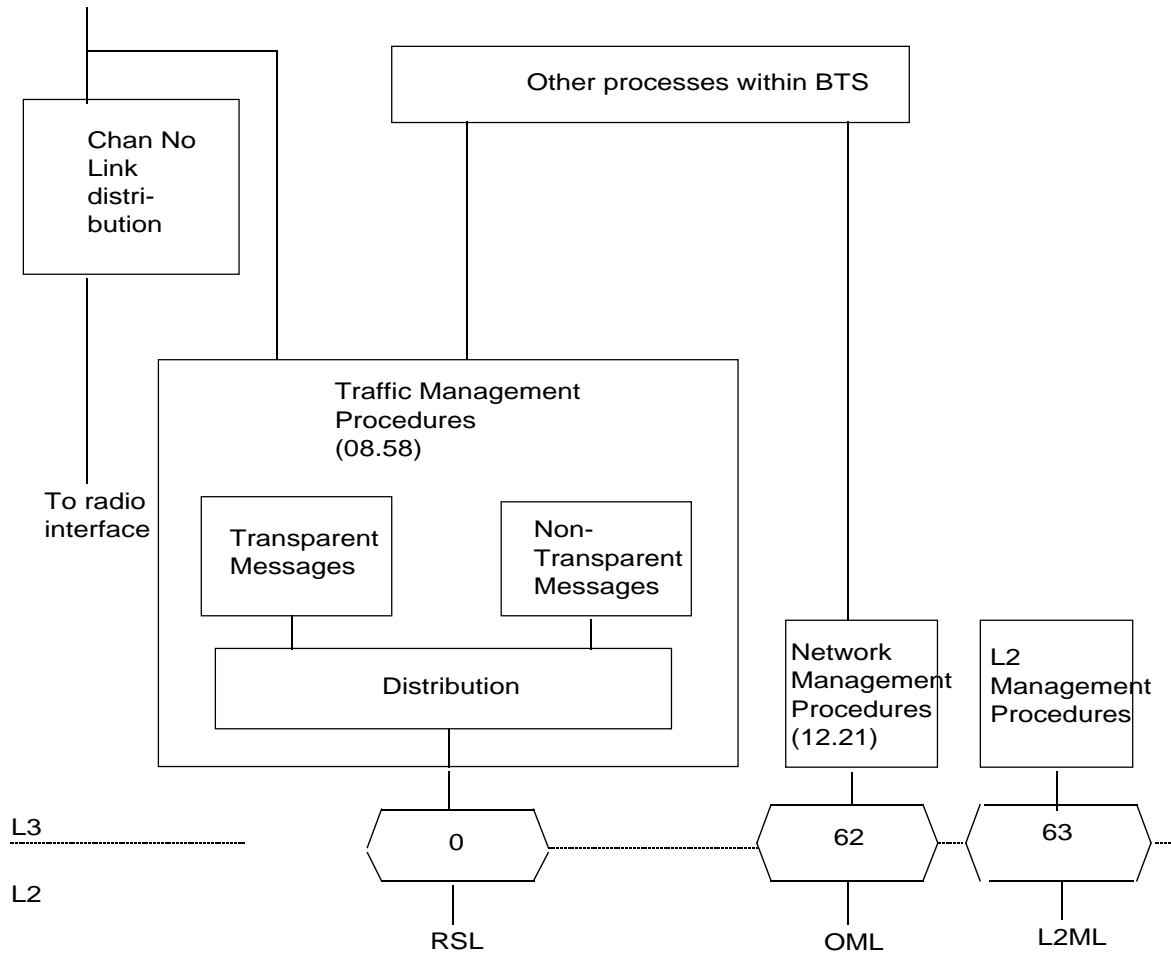 Other processes within BTS
Chan No
Link
distri-
bution
Traffic Management
Procedures
(08.58)
To radio
interface
Transparent
Messages
Non-
Transparent
Messages
Distribution
Network
Management
Procedures
(12.21)
L2
Management
Procedures
L3
0
62
63
L2
RSL
OML
L2ML